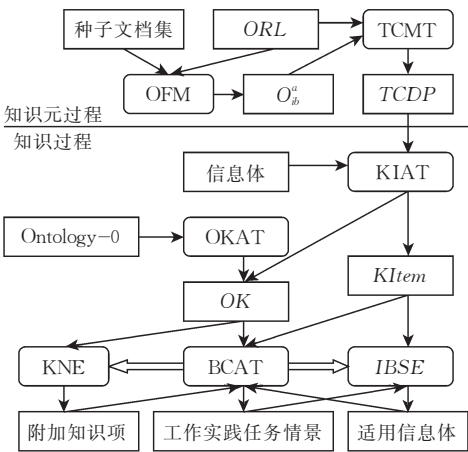 种子文档集 ORL TCMT
OFM O_{ib}^{a} TCDP
知识元过程
知识过程
信息体 KIAT
Ontology-0 OKAT
OK KItem
KNE BCAT IBSE
附加知识项 工作实践任务情景 适用信息体